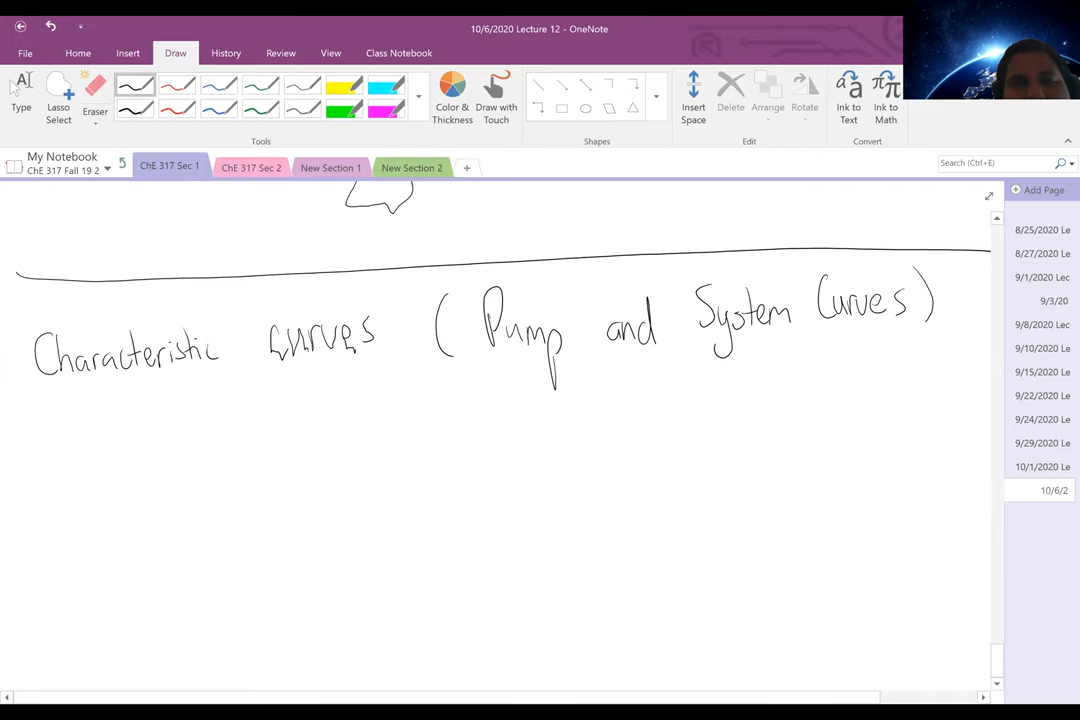 10/6/2020 Lecture 12 - OneNote
File Home Insert Draw History Review View Class Notebook
Type Lasso Select Eraser Color & Thickness Draw with Touch Insert Space Delete Arrange Rotate Ink to Text Ink to Math
Tools Shapes Edit Convert
My Notebook
ChE 317 Fall 19 2
ChE 317 Sec 1 ChE 317 Sec 2 New Section 1 New Section 2 Search (Ctrl+E)
Add Page
8/25/2020 Le
8/27/2020 Le
9/1/2020 Lec
9/3/20
9/8/2020 Lec
9/10/2020 Le
9/15/2020 Le
9/22/2020 Le
9/24/2020 Le
9/29/2020 Le
10/1/2020 Le
10/6/2
Characteristic curves (Pump and System Curves)